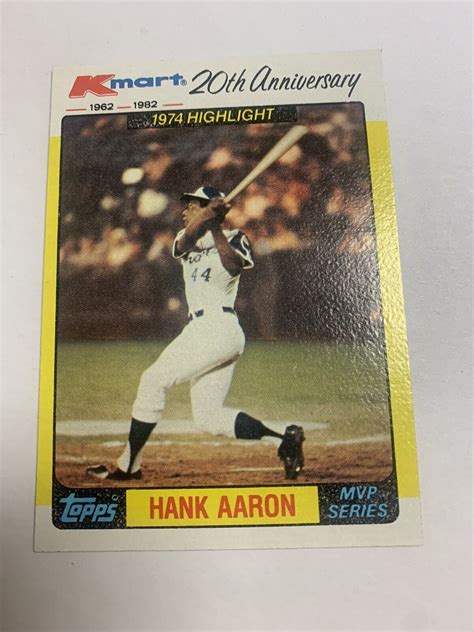 Kmart® 20th Anniversary
1962 - 1982
1974 HIGHLIGHT
44
topps
HANK AARON
MVP
SERIES